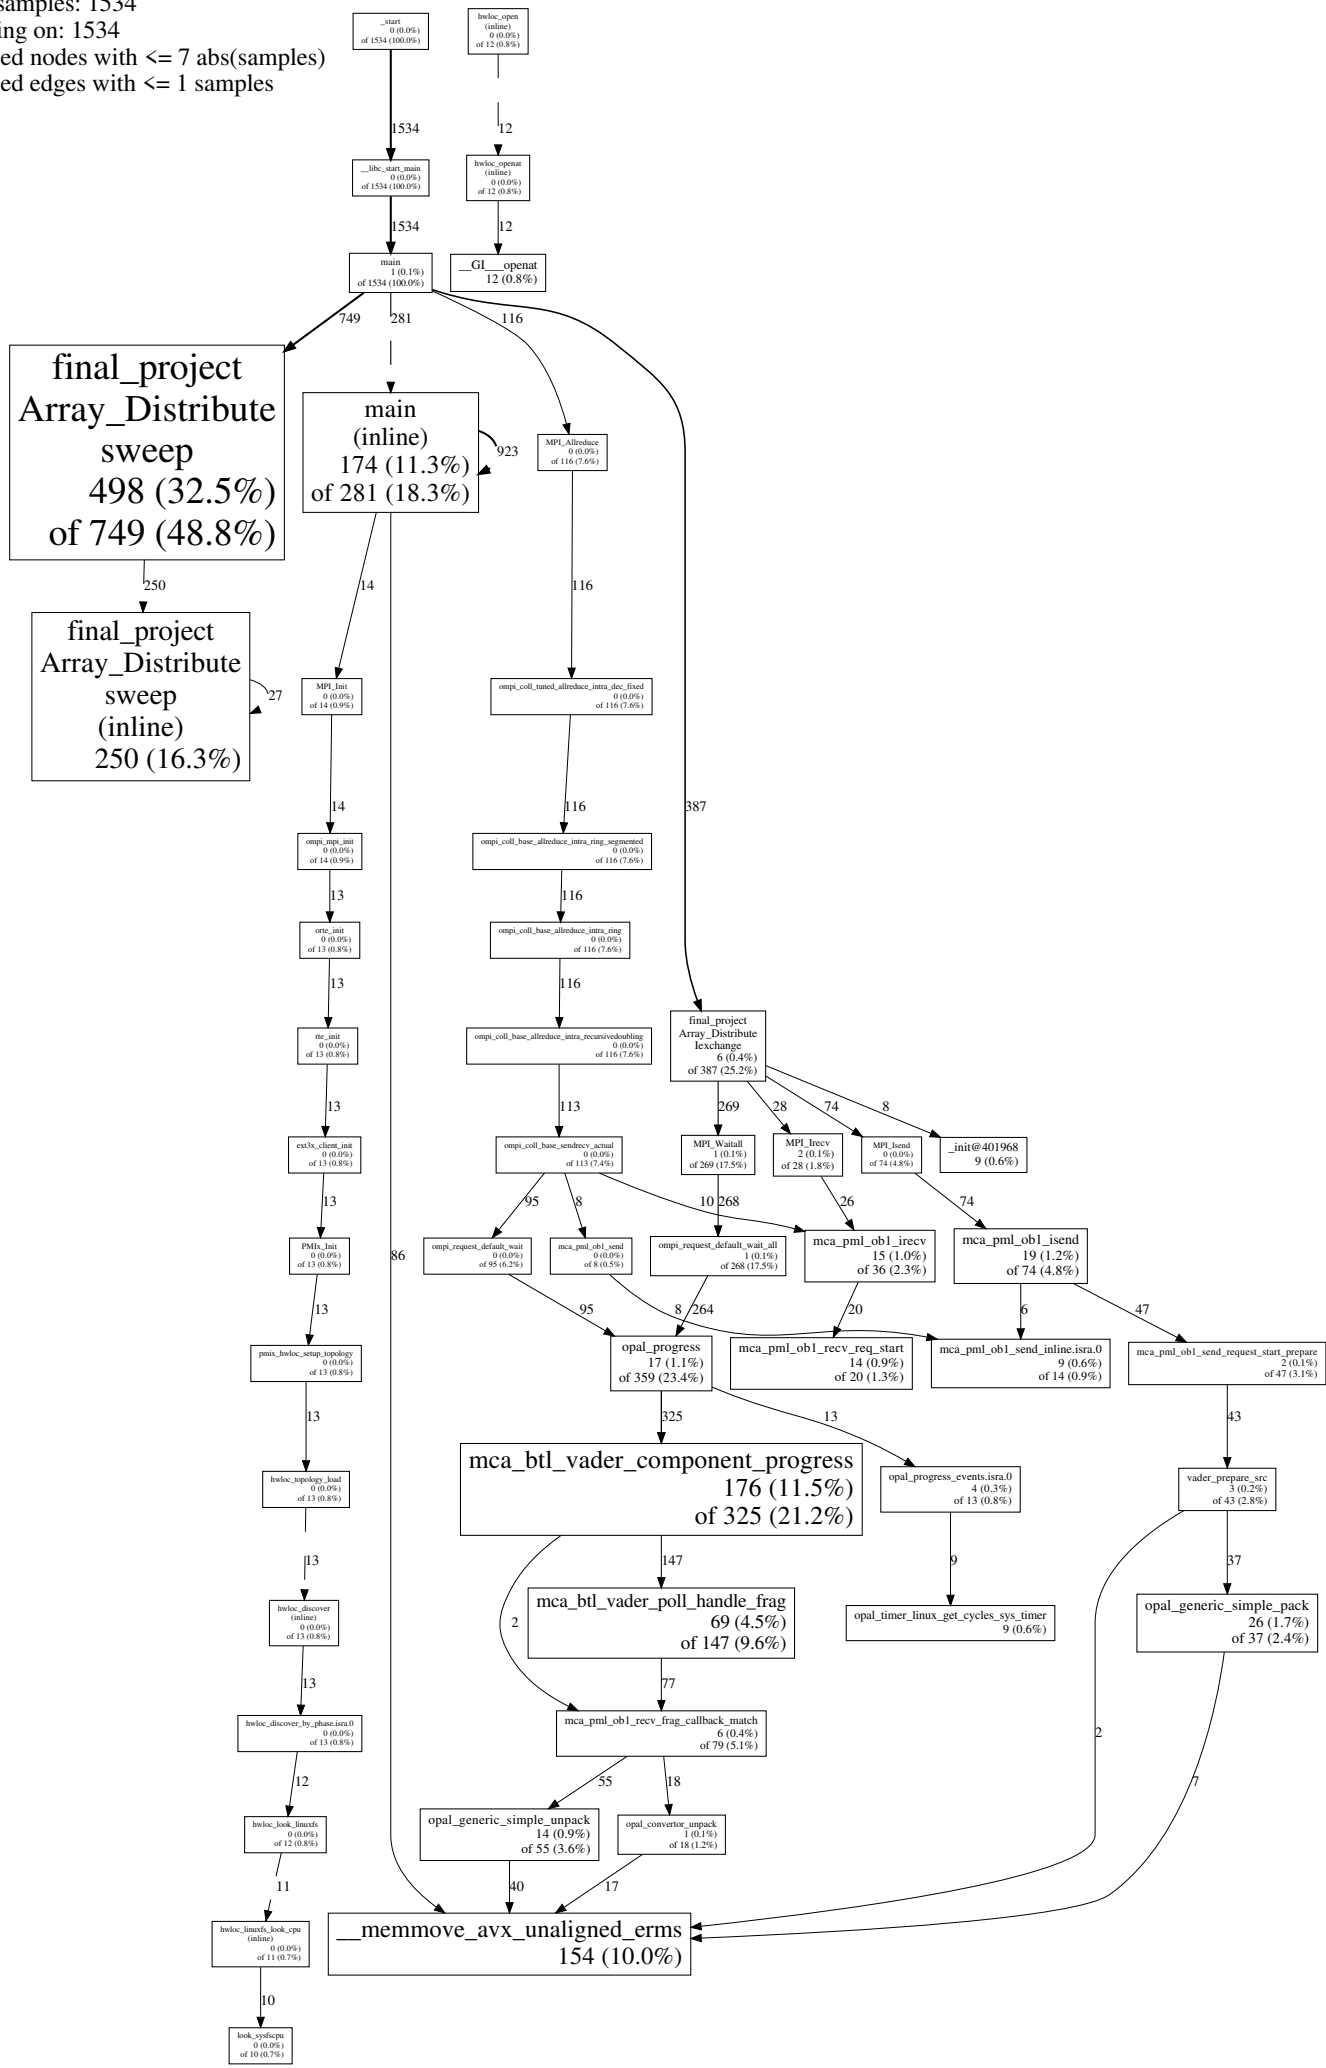 samples: 1534
ing on: 1534
ed nodes with <= 7 abs(samples)
ed edges with <= 1 samples
_start
0 (0.0%)
of 1534 (100.0%)
hwloc_open
(inline)
0 (0.0%)
of 12 (0.8%)
1534
12
__libc_start_main
0 (0.0%)
of 1534 (100.0%)
hwloc_openat
(inline)
0 (0.0%)
of 12 (0.8%)
1534
12
main
1 (0.1%)
of 1534 (100.0%)
__GI___openat
12 (0.8%)
749
281
116
final_project
Array_Distribute
sweep
498 (32.5%)
of 749 (48.8%)
main
(inline)
174 (11.3%)
of 281 (18.3%)
923
MPI_Allreduce
0 (0.0%)
of 116 (7.6%)
250
14
116
final_project
Array_Distribute
sweep
(inline)
250 (16.3%)
27
MPI_Init
0 (0.0%)
of 14 (0.9%)
ompi_coll_tuned_allreduce_intra_dec_fixed
0 (0.0%)
of 116 (7.6%)
14
116
387
ompi_mpi_init
0 (0.0%)
of 14 (0.9%)
ompi_coll_base_allreduce_intra_ring_segmented
0 (0.0%)
of 116 (7.6%)
13
116
orte_init
0 (0.0%)
of 13 (0.8%)
ompi_coll_base_allreduce_intra_ring
0 (0.0%)
of 116 (7.6%)
13
116
rte_init
0 (0.0%)
of 13 (0.8%)
ompi_coll_base_allreduce_intra_recursivedoubling
0 (0.0%)
of 116 (7.6%)
final_project
Array_Distribute
Iexchange
6 (0.4%)
of 387 (25.2%)
13
113
269
28
74
8
ext3x_client_init
0 (0.0%)
of 13 (0.8%)
ompi_coll_base_sendrecv_actual
0 (0.0%)
of 113 (7.4%)
MPI_Waitall
1 (0.1%)
of 269 (17.5%)
MPI_Irecv
2 (0.1%)
of 28 (1.8%)
MPI_Isend
0 (0.0%)
of 74 (4.8%)
_init@401968
9 (0.6%)
13
95
8
10
268
26
74
PMIx_Init
0 (0.0%)
of 13 (0.8%)
86
ompi_request_default_wait
0 (0.0%)
of 95 (6.2%)
mca_pml_ob1_send
0 (0.0%)
of 8 (0.5%)
ompi_request_default_wait_all
1 (0.1%)
of 268 (17.5%)
mca_pml_ob1_irecv
15 (1.0%)
of 36 (2.3%)
mca_pml_ob1_isend
19 (1.2%)
of 74 (4.8%)
13
95
8
264
20
6
47
pmix_hwloc_setup_topology
0 (0.0%)
of 13 (0.8%)
opal_progress
17 (1.1%)
of 359 (23.4%)
mca_pml_ob1_recv_req_start
14 (0.9%)
of 20 (1.3%)
mca_pml_ob1_send_inline.isra.0
9 (0.6%)
of 14 (0.9%)
mca_pml_ob1_send_request_start_prepare
2 (0.1%)
of 47 (3.1%)
13
325
13
43
hwloc_topology_load
0 (0.0%)
of 13 (0.8%)
mca_btl_vader_component_progress
176 (11.5%)
of 325 (21.2%)
opal_progress_events.isra.0
4 (0.3%)
of 13 (0.8%)
vader_prepare_src
3 (0.2%)
of 43 (2.8%)
13
147
9
37
hwloc_discover
(inline)
0 (0.0%)
of 13 (0.8%)
2
mca_btl_vader_poll_handle_frag
69 (4.5%)
of 147 (9.6%)
opal_timer_linux_get_cycles_sys_timer
9 (0.6%)
opal_generic_simple_pack
26 (1.7%)
of 37 (2.4%)
13
77
hwloc_discover_by_phase.isra.0
0 (0.0%)
of 13 (0.8%)
mca_pml_ob1_recv_frag_callback_match
6 (0.4%)
of 79 (5.1%)
2
12
55
18
7
hwloc_look_linuxfs
0 (0.0%)
of 12 (0.8%)
opal_generic_simple_unpack
14 (0.9%)
of 55 (3.6%)
opal_convertor_unpack
1 (0.1%)
of 18 (1.2%)
11
40
17
hwloc_linuxfs_look_cpu
(inline)
0 (0.0%)
of 11 (0.7%)
__memmove_avx_unaligned_erms
154 (10.0%)
10
look_sysfscpu
0 (0.0%)
of 10 (0.7%)